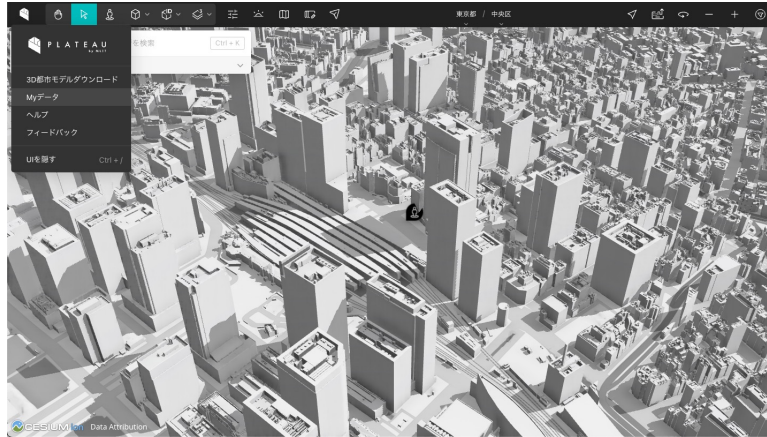 東京都 / 中央区
PLATEAU
by MLIT
を検索
Ctrl + K
3D都市モデルダウンロード
Myデータ
ヘルプ
フィードバック
UIを隠す Ctrl + /
CESIUM ion Data Attribution